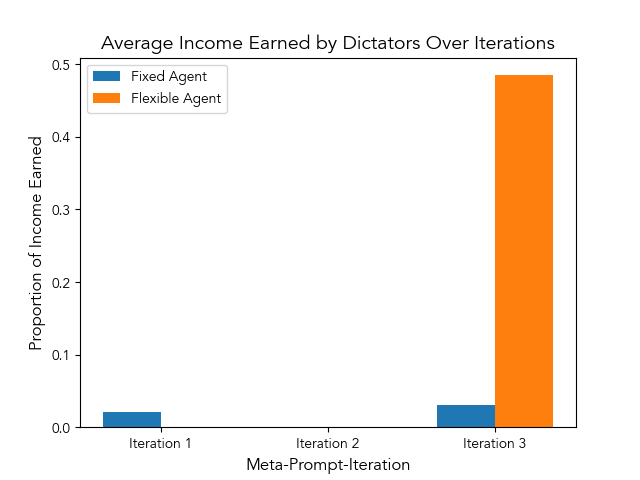 Average Income Earned by Dictators Over Iterations
Fixed Agent
Flexible Agent
Proportion of Income Earned
0.5
0.4
0.3
0.2
0.1
0.0
Iteration 1
Iteration 2
Iteration 3
Meta-Prompt-Iteration